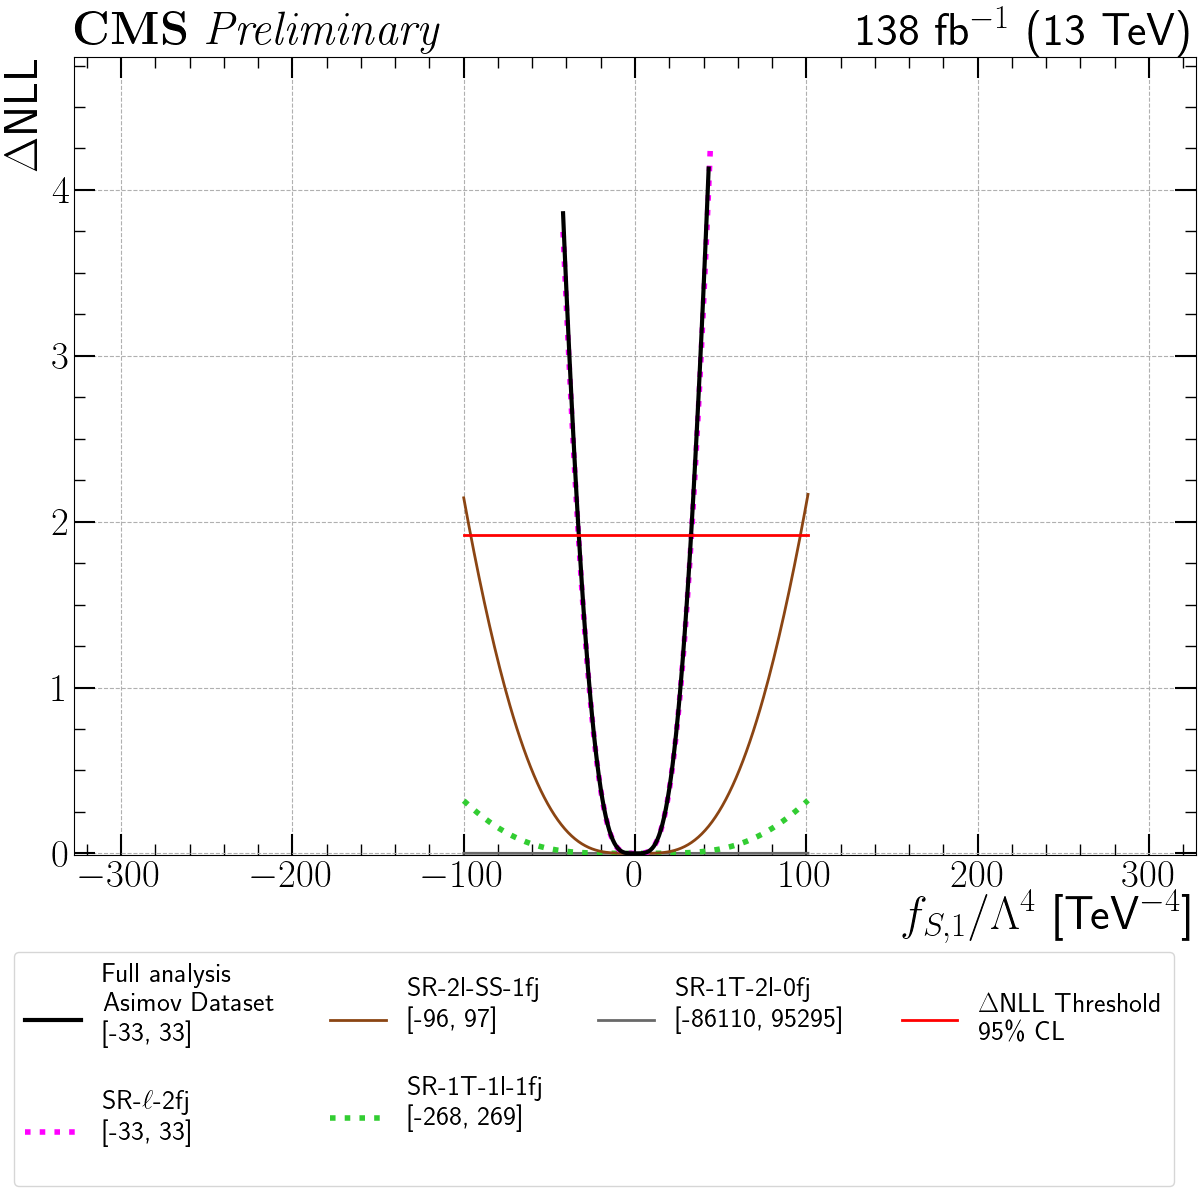 CMS Preliminary 138 fb⁻¹ (13 TeV)
ΔNLL
4
3
2
1
0
−300 −200 −100 0 100 200 300
f_{S,1}/Λ⁴ [TeV⁻⁴]
Full analysis
Asimov Dataset
[-33, 33]
SR-ℓ-2fj
[-33, 33]
SR-2l-SS-1fj
[-96, 97]
SR-1T-1l-1fj
[-268, 269]
SR-1T-2l-0fj
[-86110, 95295]
ΔNLL Threshold
95% CL